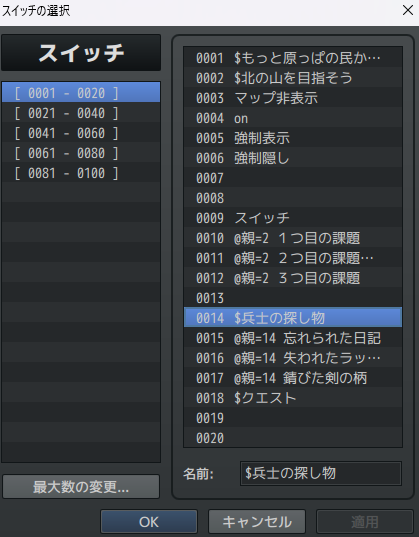 スイッチの選択
スイッチ
[ 0001 - 0020 ]
[ 0021 - 0040 ]
[ 0041 - 0060 ]
[ 0061 - 0080 ]
[ 0081 - 0100 ]
最大数の変更...
0001 $もっと原っぱの民か…
0002 $北の山を目指そう
0003 マップ非表示
0004 on
0005 強制表示
0006 強制隠し
0007
0008
0009 スイッチ
0010 @親=2 １つ目の課題
0011 @親=2 ２つ目の課題…
0012 @親=2 ３つ目の課題
0013
0014 $兵士の探し物
0015 @親=14 忘れられた日記
0016 @親=14 失われたラッ…
0017 @親=14 錆びた剣の柄
0018 $クエスト
0019
0020
名前: $兵士の探し物
OK キャンセル 適用